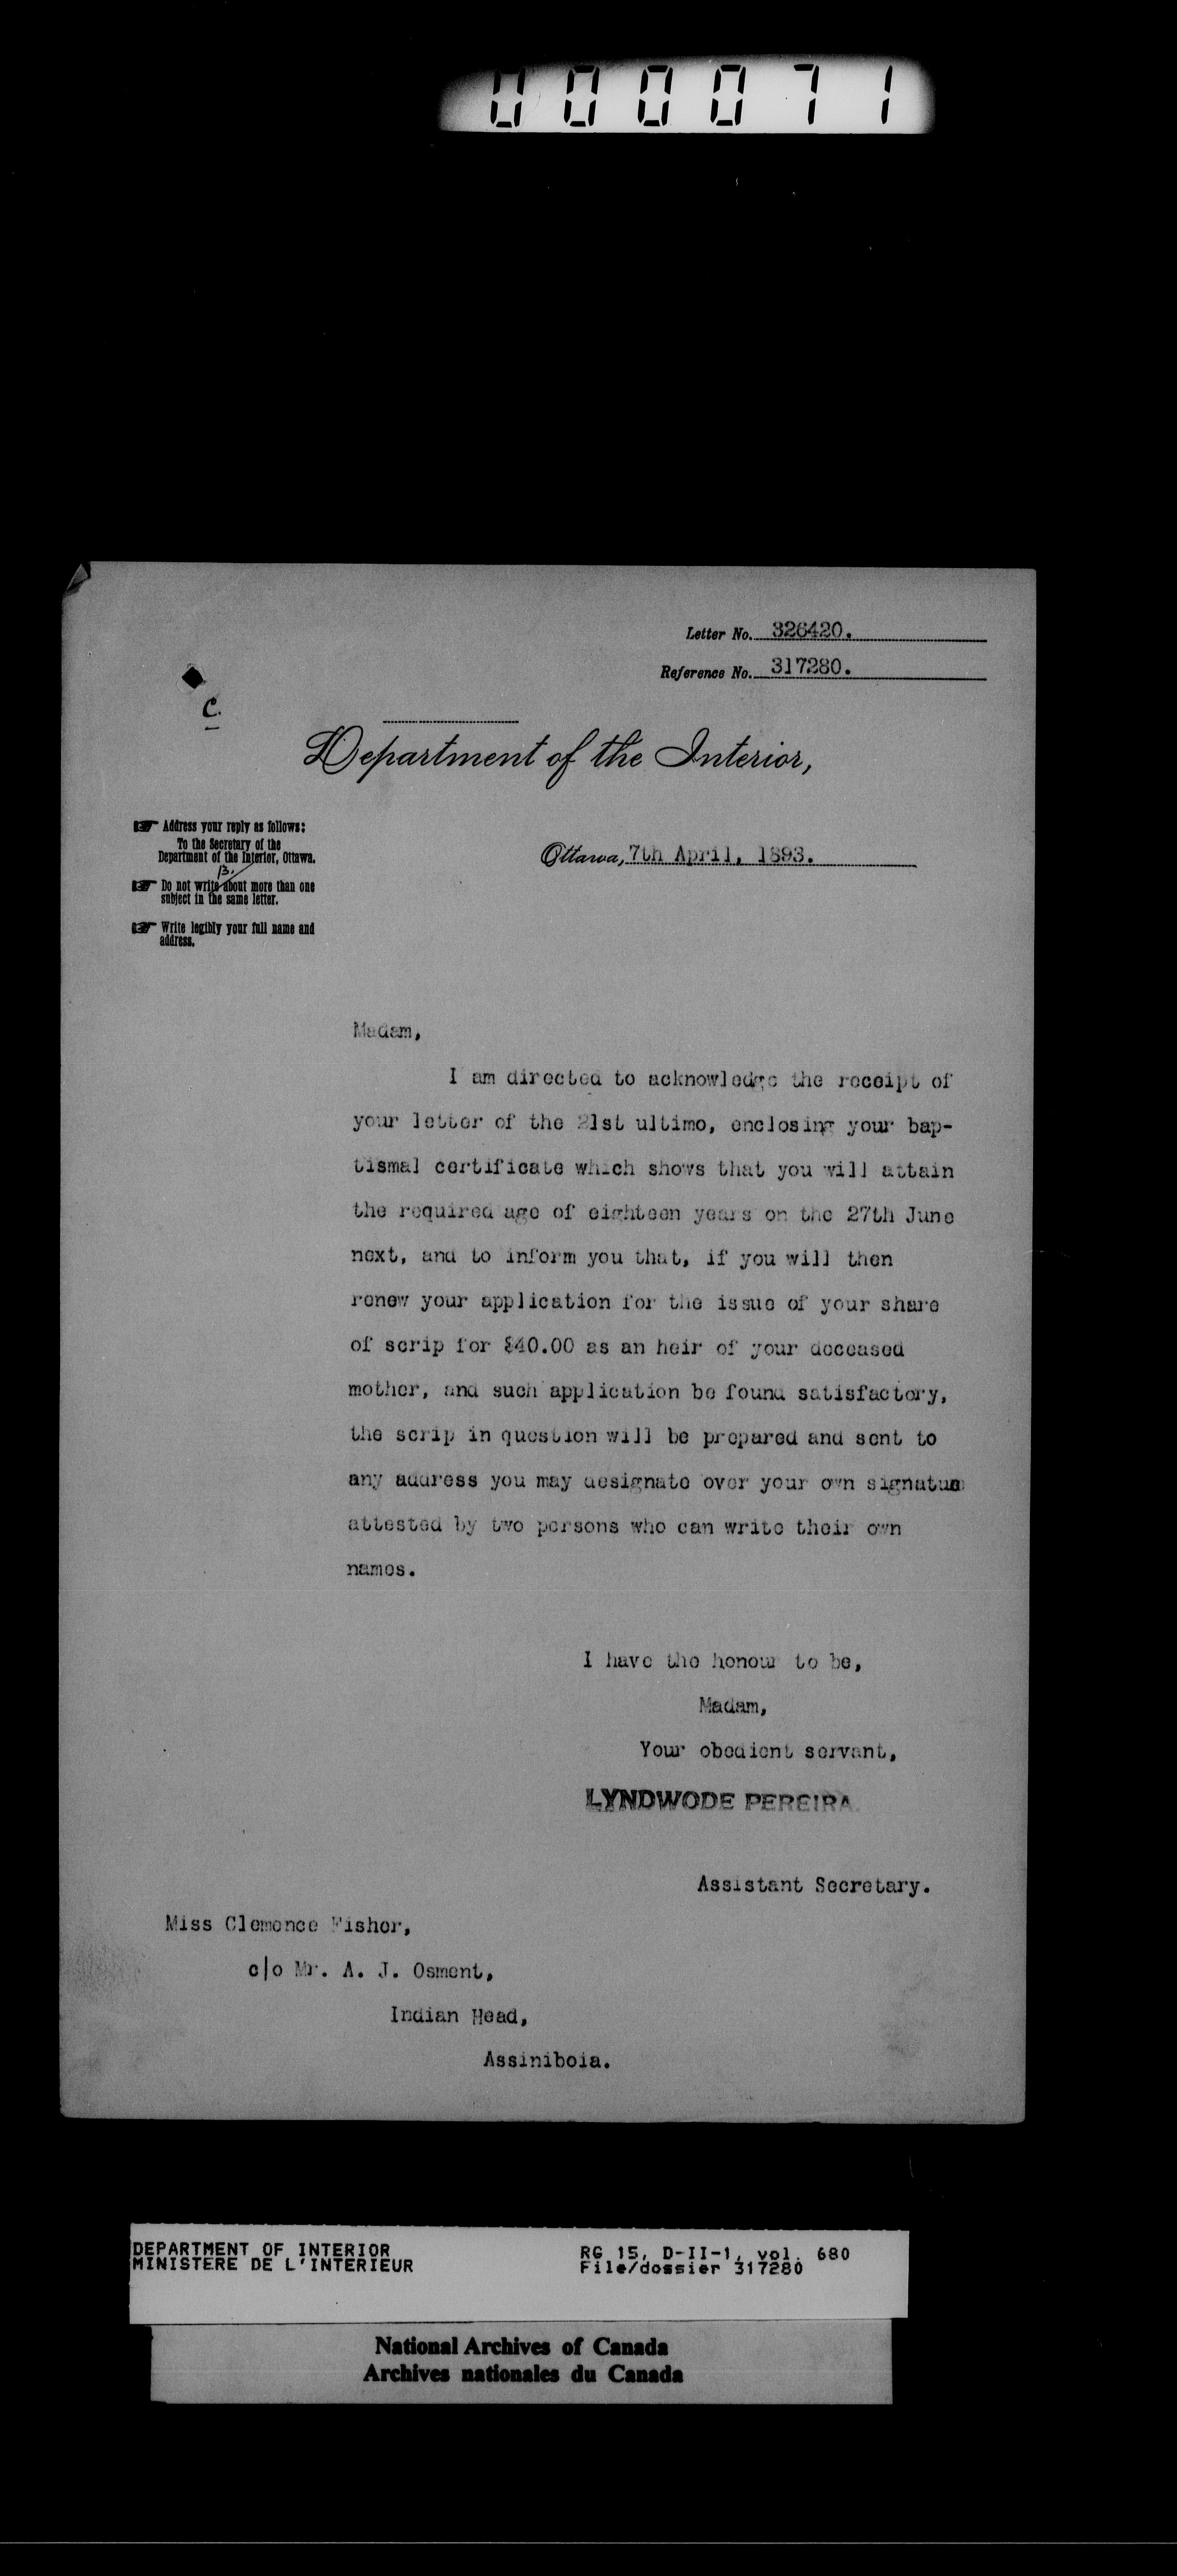 000071
Letter No. 326420.
Reference No. 317280.
C.
Department of the Interior,
Address your reply as follows:
To the Secretary of the
Department of the Interior, Ottawa.
B.
Do not write about more than one
subject in the same letter.
Write legibly your full name and
address.
Ottawa, 7th April, 1893.
Madam,
I am directed to acknowledge the receipt of
your letter of the 21st ultimo, enclosing your bap-
tismal certificate which shows that you will attain
the required age of eighteen years on the 27th June
next, and to inform you that, if you will then
renew your application for the issue of your share
of scrip for $40.00 as an heir of your deceased
mother, and such application be found satisfactory,
the scrip in question will be prepared and sent to
any address you may designate over your own signature
attested by two persons who can write their own
names.
I have the honour to be,
Madam,
Your obedient servant,
LYNDWODE PEREIRA.
Assistant Secretary.
Miss Clemence Fisher,
c/o Mr. A. J. Osment,
Indian Head,
Assiniboia.
DEPARTMENT OF INTERIOR
MINISTERE DE L'INTERIEUR
RG 15, D-II-1, vol. 680
File/dossier 317280
National Archives of Canada
Archives nationales du Canada